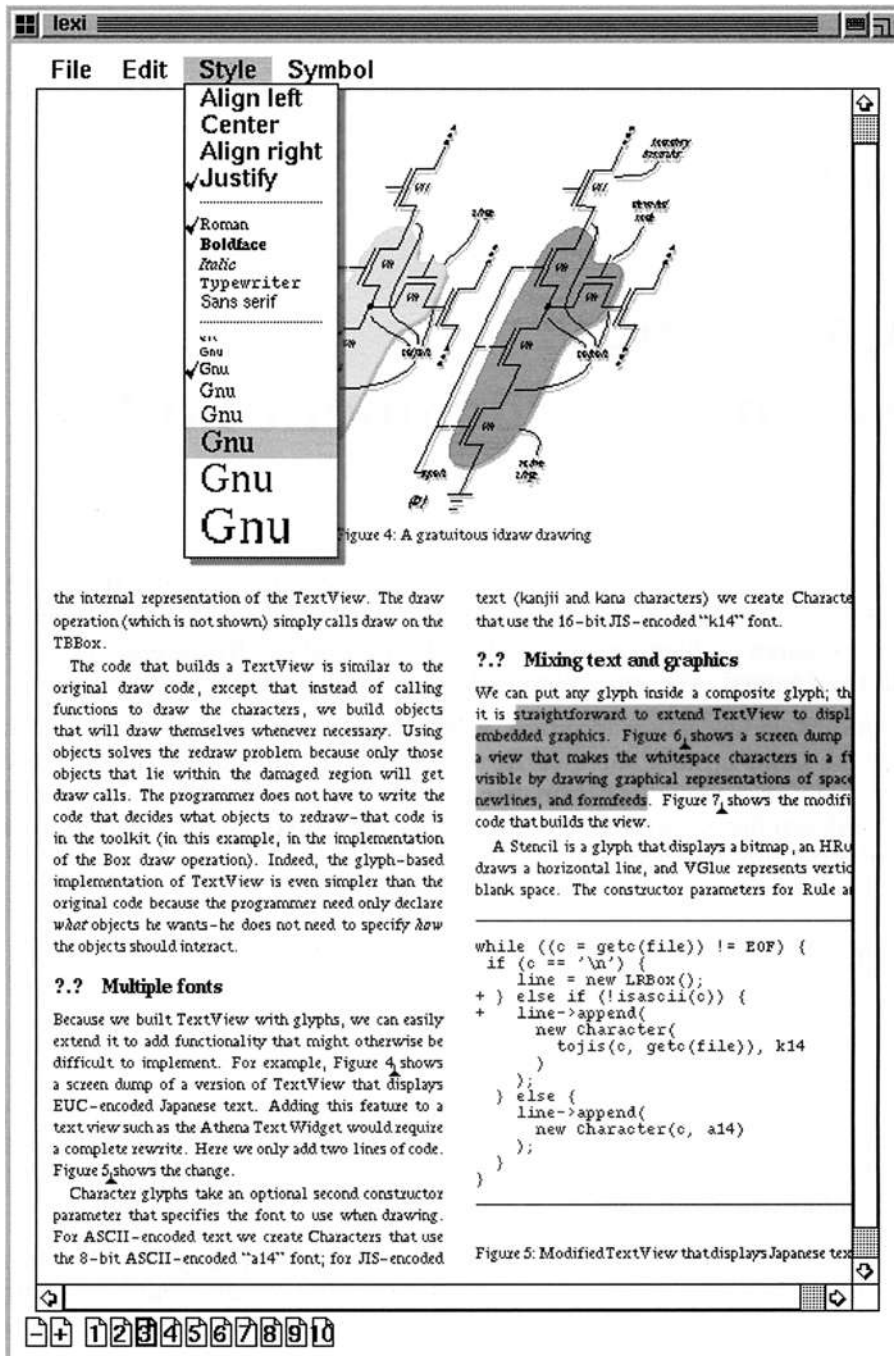 lexi
File Edit Style Symbol
Align left
Center
Align right
Justify
Roman
Boldface
Italic
Typewriter
Sans serif
Gnu
Gnu
Gnu
Gnu
Gnu
Gnu
Gnu
(D)
Figure 4: A gratuitous idraw drawing
the internal representation of the TextView. The draw
operation (which is not shown) simply calls draw on the
TBBox.
The code that builds a TextView is similar to the
original draw code, except that instead of calling
functions to draw the characters, we build objects
that will draw themselves whenever necessary. Using
objects solves the redraw problem because only those
objects that lie within the damaged region will get
draw calls. The programmer does not have to write the
code that decides what objects to redraw–that code is
in the toolkit (in this example, in the implementation
of the Box draw operation). Indeed, the glyph–based
implementation of TextView is even simpler than the
original code because the programmer need only declare
what objects he wants–he does not need to specify how
the objects should interact.
?.? Multiple fonts
Because we built TextView with glyphs, we can easily
extend it to add functionality that might otherwise be
difficult to implement. For example, Figure 4 shows
a screen dump of a version of TextView that displays
EUC–encoded Japanese text. Adding this feature to a
text view such as the Athena Text Widget would require
a complete rewrite. Here we only add two lines of code.
Figure 5 shows the change.
Character glyphs take an optional second constructor
parameter that specifies the font to use when drawing.
For ASCII–encoded text we create Characters that use
the 8–bit ASCII–encoded “a14” font; for JIS–encoded
text (kanjii and kana characters) we create Characte
that use the 16–bit JIS–encoded “k14” font.
?.? Mixing text and graphics
We can put any glyph inside a composite glyph; th
it is straightforward to extend TextView to displ
embedded graphics. Figure 6 shows a screen dump
a view that makes the whitespace characters in a fi
visible by drawing graphical representations of space
newlines, and formfeeds. Figure 7 shows the modifi
code that builds the view.
A Stencil is a glyph that displays a bitmap, an HRu
draws a horizontal line, and VGlue represents vertic
blank space. The constructor parameters for Rule a
while ((c = getc(file)) != EOF) {
if (c == '\n') {
line = new LRBox();
+ } else if (!isascii(c)) {
+ line->append(
new Character(
tojis(c, getc(file)), k14
)
);
} else {
line->append(
new Character(c, a14)
);
}
}
Figure 5: Modified TextView that displays Japanese tex
− + 1 2 3 4 5 6 7 8 9 10